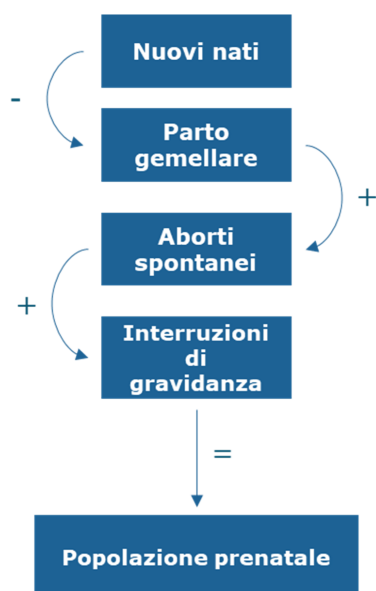 Nuovi nati
-
Parto
gemellare
+
Aborti
spontanei
+
Interruzioni
di
gravidanza
=
Popolazione prenatale